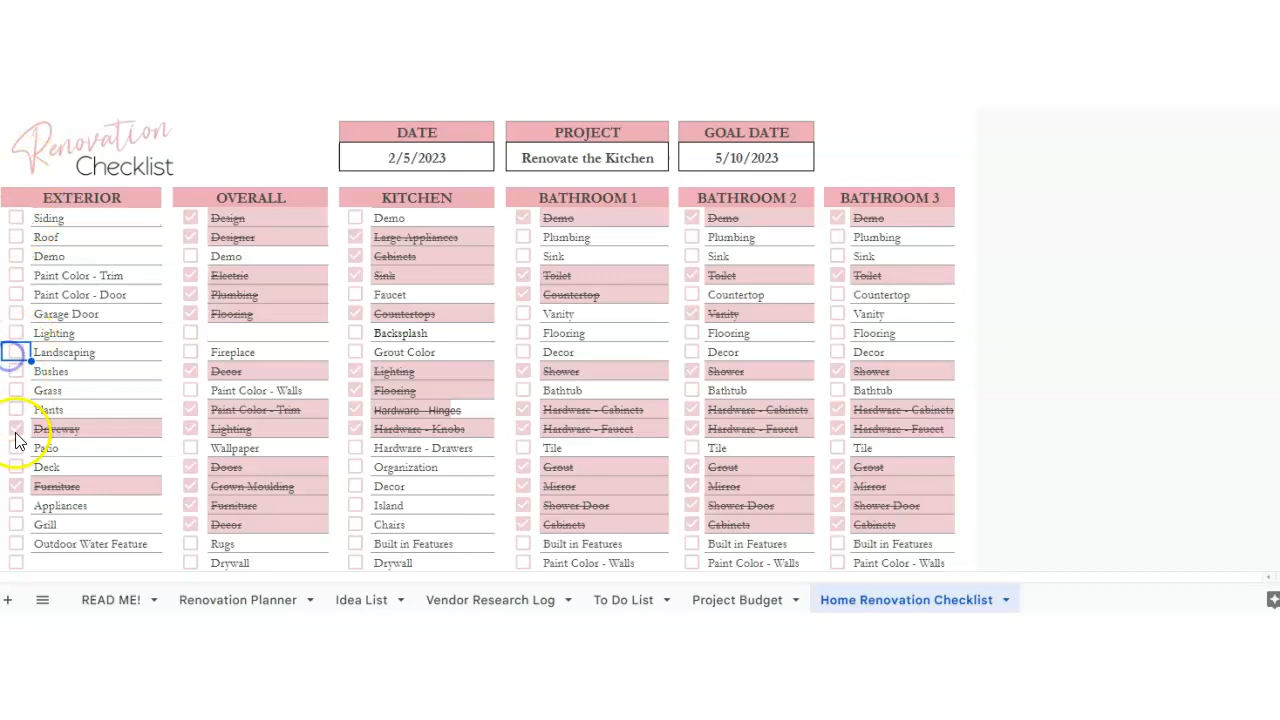 Renovation
Checklist
DATE PROJECT GOAL DATE
2/5/2023 Renovate the Kitchen 5/10/2023
EXTERIOR OVERALL KITCHEN BATHROOM 1 BATHROOM 2 BATHROOM 3
Siding Design Demo Demo Demo Demo
Roof Designer Large Appliances Plumbing Plumbing Plumbing
Demo Demo Cabinets Sink Sink Sink
Paint Color - Trim Electric Sink Toilet Toilet Toilet
Paint Color - Door Plumbing Faucet Countertop Countertop Countertop
Garage Door Flooring Countertops Vanity Vanity Vanity
Lighting Backsplash Flooring Flooring Flooring
Landscaping Fireplace Grout Color Decor Decor Decor
Bushes Decor Lighting Shower Shower Shower
Grass Paint Color - Walls Flooring Bathtub Bathtub Bathtub
Plants Paint Color - Trim Hardware - Hinges Hardware - Cabinets Hardware - Cabinets Hardware - Cabinets
Driveway Lighting Hardware - Knobs Hardware - Faucet Hardware - Faucet Hardware - Faucet
Patio Wallpaper Hardware - Drawers Tile Tile Tile
Deck Doors Organization Grout Grout Grout
Furniture Crown Moulding Decor Mirror Mirror Mirror
Appliances Furniture Island Shower Door Shower Door Shower Door
Grill Decor Chairs Cabinets Cabinets Cabinets
Outdoor Water Feature Rugs Built in Features Built in Features Built in Features Built in Features
Drywall Drywall Paint Color - Walls Paint Color - Walls Paint Color - Walls
READ ME! Renovation Planner Idea List Vendor Research Log To Do List Project Budget Home Renovation Checklist